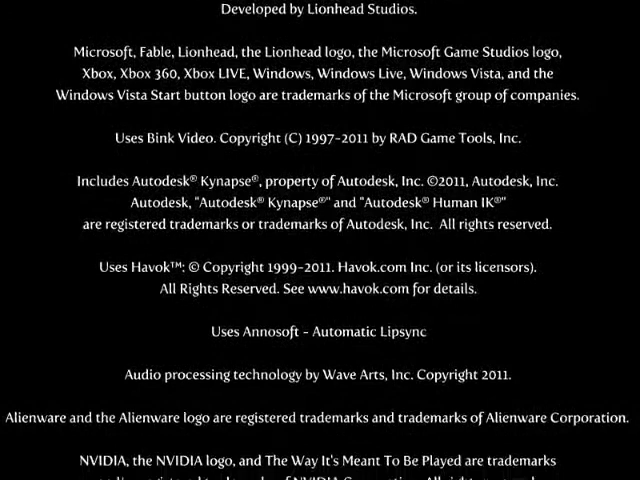 Developed by Lionhead Studios.
Microsoft, Fable, Lionhead, the Lionhead logo, the Microsoft Game Studios logo,
Xbox, Xbox 360, Xbox LIVE, Windows, Windows Live, Windows Vista, and the
Windows Vista Start button logo are trademarks of the Microsoft group of companies.
Uses Bink Video. Copyright (C) 1997-2011 by RAD Game Tools, Inc.
Includes Autodesk® Kynapse®, property of Autodesk, Inc. ©2011, Autodesk, Inc.
Autodesk, "Autodesk® Kynapse®" and "Autodesk® Human IK®"
are registered trademarks or trademarks of Autodesk, Inc. All rights reserved.
Uses Havok™: © Copyright 1999-2011. Havok.com Inc. (or its licensors).
All Rights Reserved. See www.havok.com for details.
Uses Annosoft - Automatic Lipsync
Audio processing technology by Wave Arts, Inc. Copyright 2011.
Alienware and the Alienware logo are registered trademarks and trademarks of Alienware Corporation.
NVIDIA, the NVIDIA logo, and The Way It's Meant To Be Played are trademarks